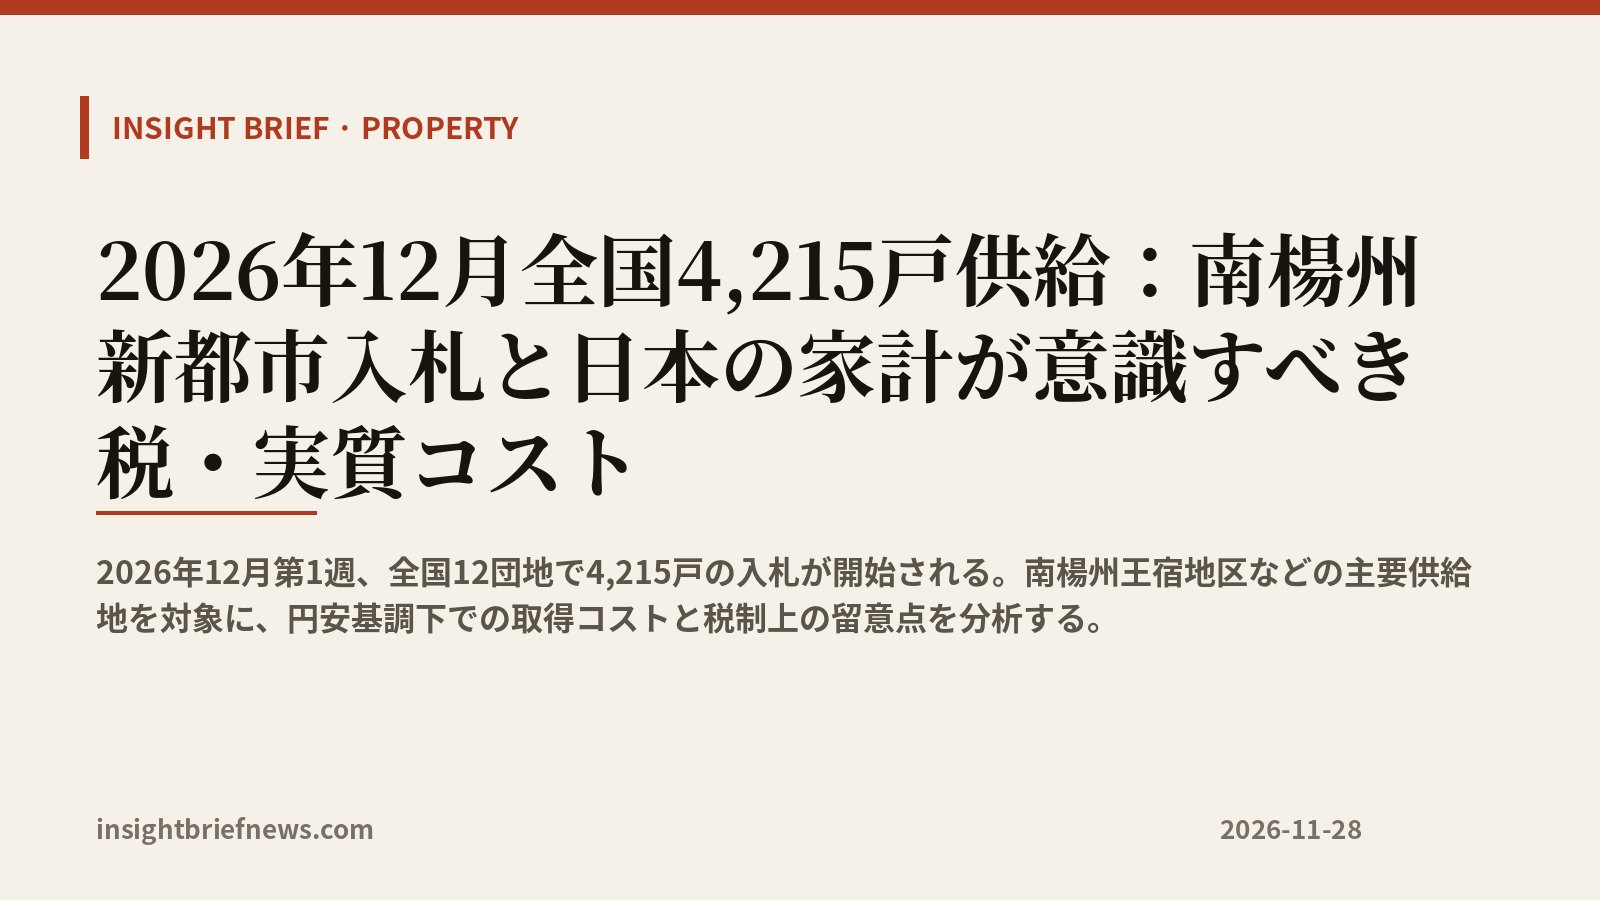 INSIGHT BRIEF · PROPERTY
2026年12月全国4,215戸供給：南楊州
新都市入札と日本の家計が意識すべき
税・実質コスト
2026年12月第1週、全国12団地で4,215戸の入札が開始される。南楊州王宿地区などの主要供給
地を対象に、円安基調下での取得コストと税制上の留意点を分析する。
insightbriefnews.com
2026-11-28